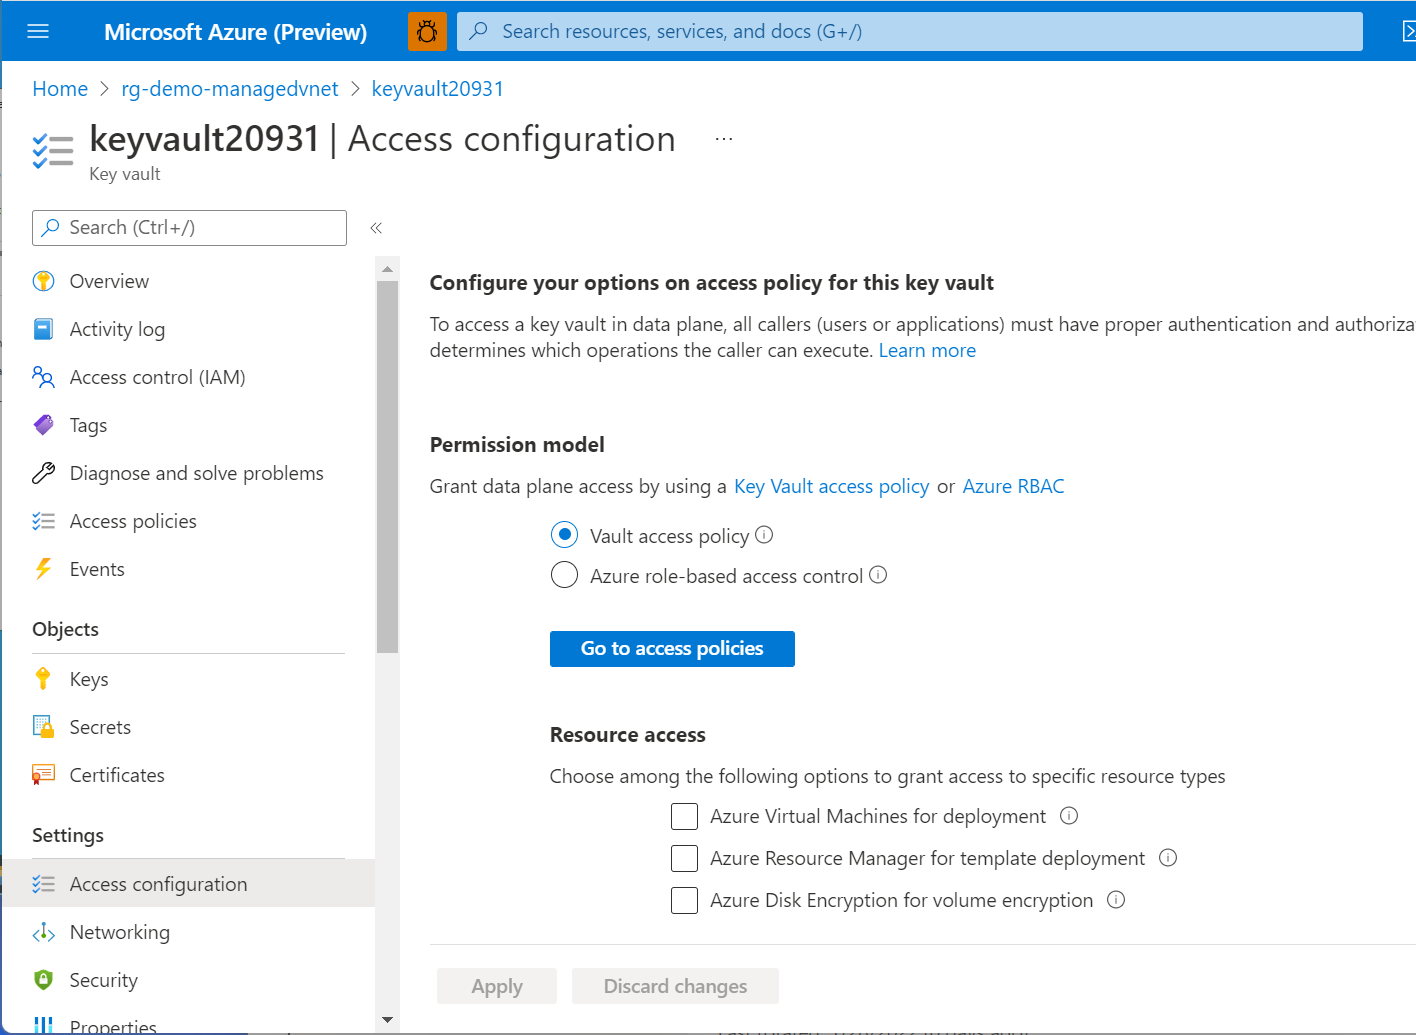 Microsoft Azure (Preview)
Search resources, services, and docs (G+/)
Home > rg-demo-managedvnet > keyvault20931
keyvault20931 | Access configuration ...
Key vault
Search (Ctrl+/)
«
Overview
Activity log
Access control (IAM)
Tags
Diagnose and solve problems
Access policies
Events
Objects
Keys
Secrets
Certificates
Settings
Access configuration
Networking
Security
Properties
Configure your options on access policy for this key vault
To access a key vault in data plane, all callers (users or applications) must have proper authentication and authoriza
determines which operations the caller can execute. Learn more
Permission model
Grant data plane access by using a Key Vault access policy or Azure RBAC
Vault access policy
Azure role-based access control
Go to access policies
Resource access
Choose among the following options to grant access to specific resource types
Azure Virtual Machines for deployment
Azure Resource Manager for template deployment
Azure Disk Encryption for volume encryption
Apply
Discard changes